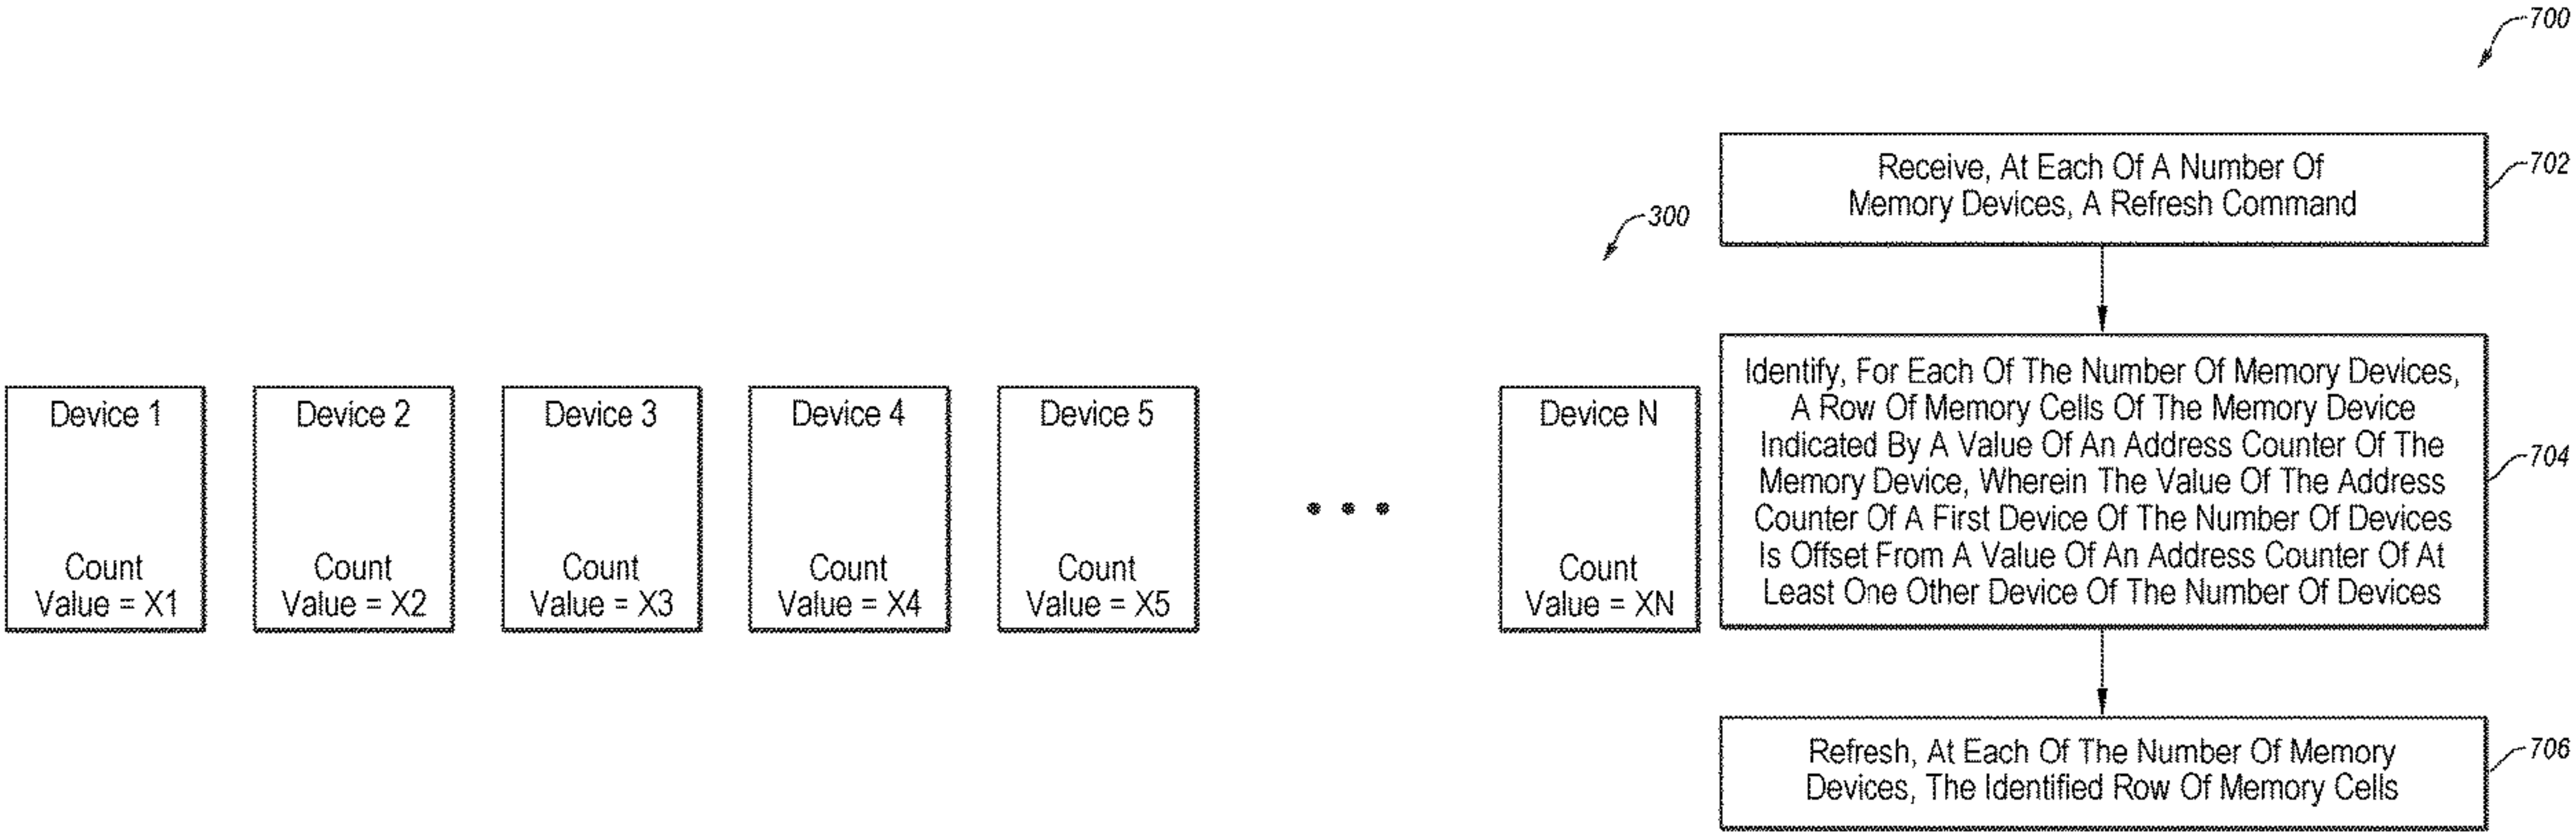 Device 1
Count
Value = X1
Device 2
Count
Value = X2
Device 3
Count
Value = X3
Device 4
Count
Value = X4
Device 5
Count
Value = X5
• • •
Device N
Count
Value = XN
300
700
Receive, At Each Of A Number Of
Memory Devices, A Refresh Command
702
Identify, For Each Of The Number Of Memory Devices,
A Row Of Memory Cells Of The Memory Device
Indicated By A Value Of An Address Counter Of The
Memory Device, Wherein The Value Of The Address
Counter Of A First Device Of The Number Of Devices
Is Offset From A Value Of An Address Counter Of At
Least One Other Device Of The Number Of Devices
704
Refresh, At Each Of The Number Of Memory
Devices, The Identified Row Of Memory Cells
706